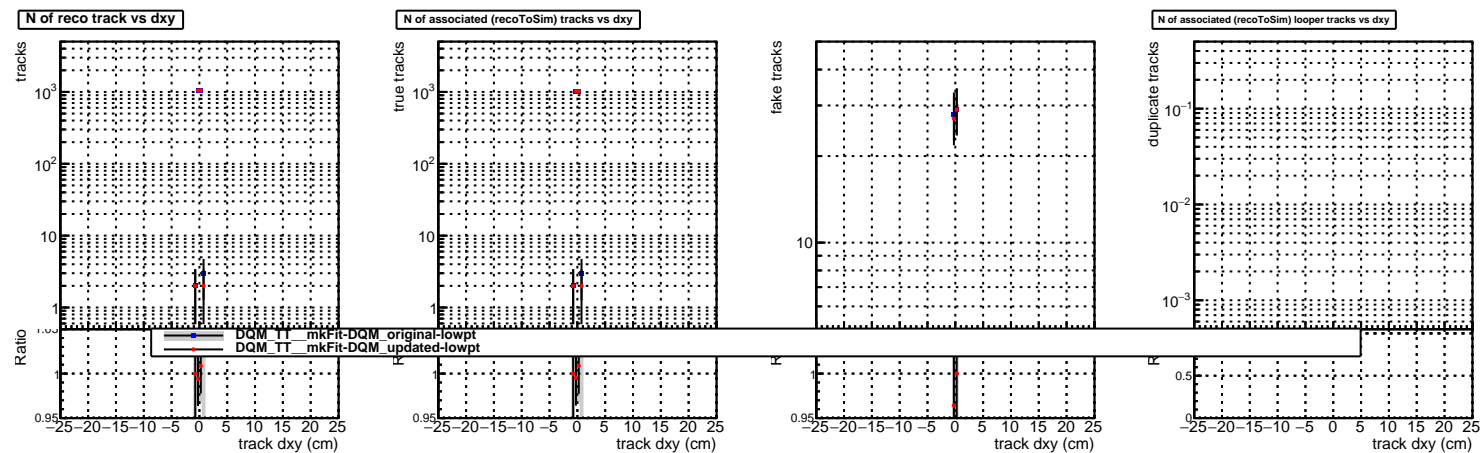 N of reco track vs dxy
N of associated (recoToSim) tracks vs dxy
N of associated (recoToSim) looper tracks vs dxy
tracks
10³
10²
10
1
Ratio
1
0.95
−25−20−15−10 −5 0 5 10 15 20 25
track dxy (cm)
true tracks
10³
10²
10
1
1
0.95
−25−20−15−10 −5 0 5 10 15 20 25
track dxy (cm)
fake tracks
10
1
0.95
−25−20−15−10 −5 0 5 10 15 20 25
track dxy (cm)
duplicate tracks
10⁻¹
10⁻²
10⁻³
0.5
0
−25−20−15−10 −5 0 5 10 15 20 25
track dxy (cm)
DQM_TT__mkFit-DQM_original-lowpt
DQM_TT__mkFit-DQM_updated-lowpt